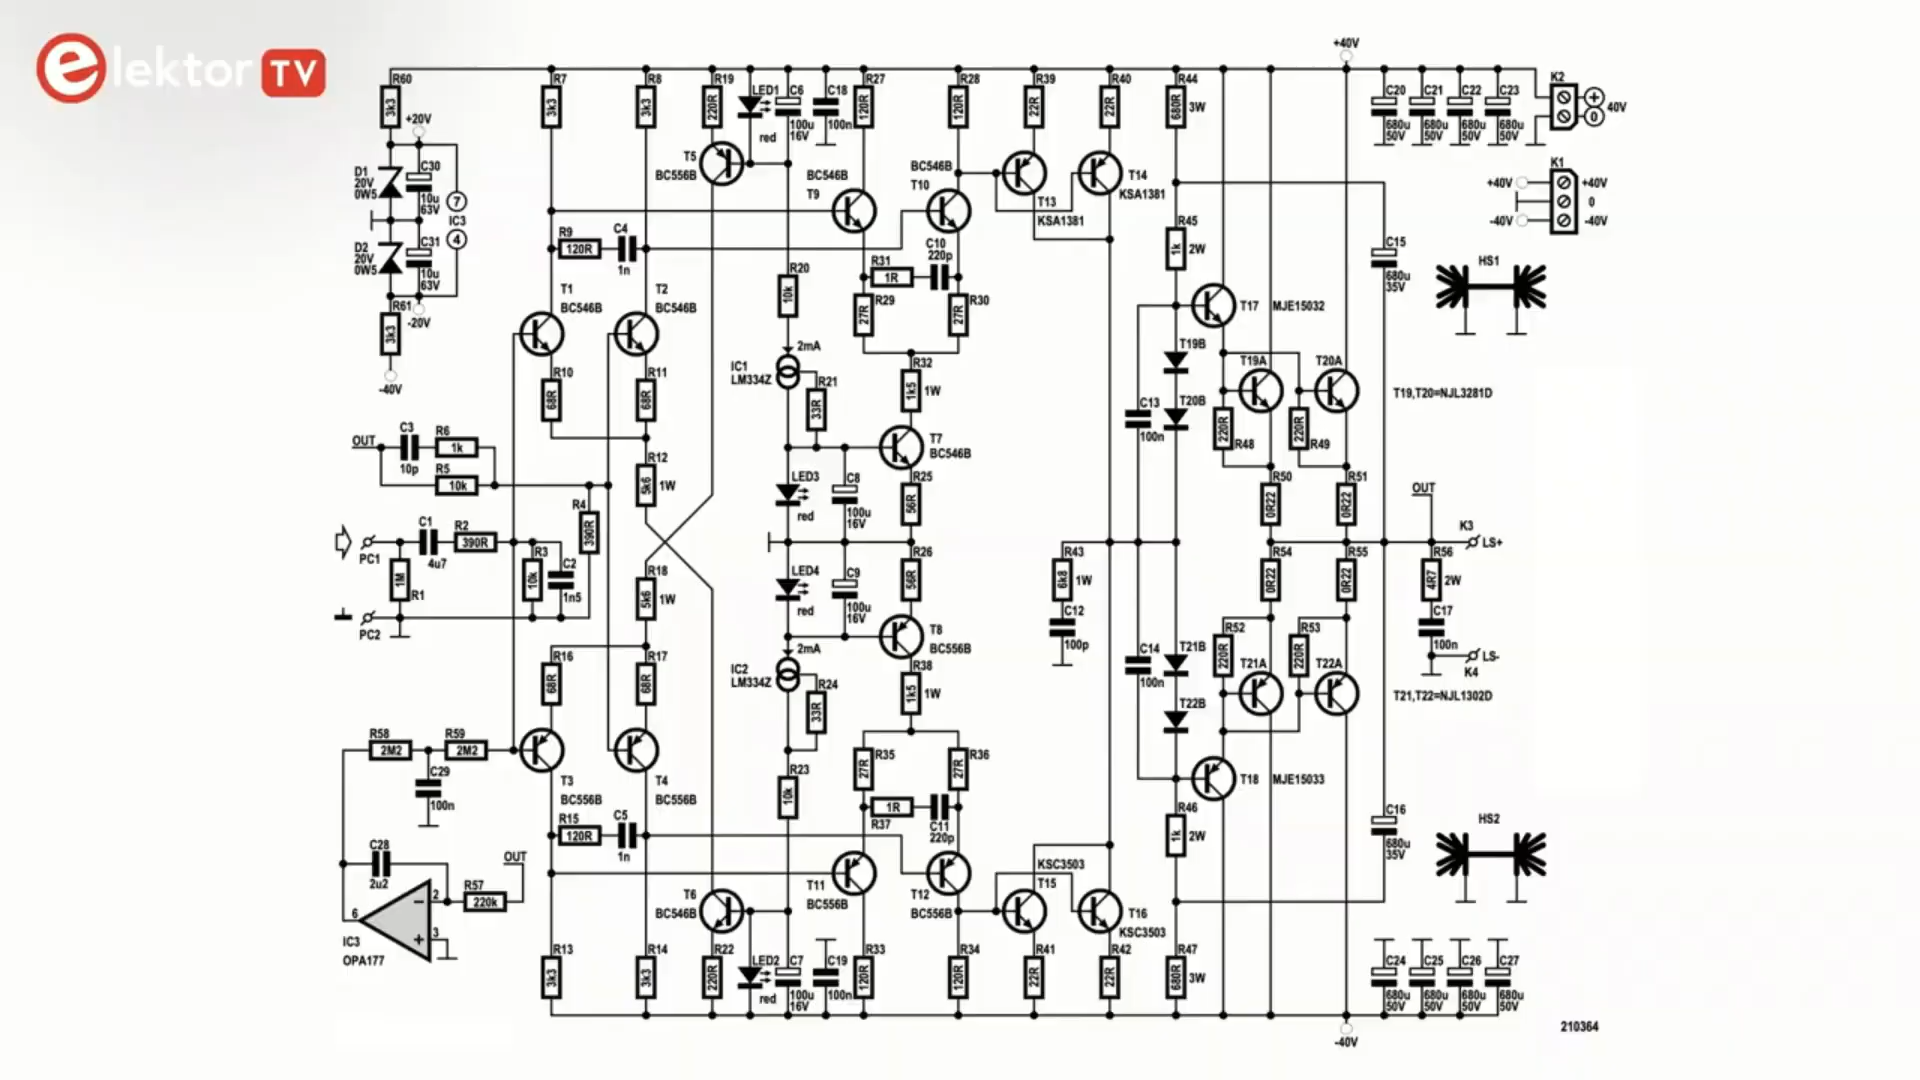 elektor TV
+40V
R60
3k3
+20V
D1
20V
0W5
C30
10u
63V
7
IC3
4
D2
20V
0W5
C31
10u
63V
R61
3k3
-20V
-40V
R7
3k3
R8
3k3
R19
220R
LED1
red
C6
100u
16V
C18
100n
R27
120R
R28
120R
R39
22R
R40
22R
R44
680R
3W
C20
680u
50V
C21
680u
50V
C22
680u
50V
C23
680u
50V
K2
+
0
40V
K1
+40V
+40V
0
-40V
-40V
T5
BC556B
BC546B
T9
BC546B
T10
T13
KSA1381
T14
KSA1381
R9
120R
C4
1n
R20
10k
R31
1R
C10
220p
R29
27R
R30
27R
R45
1k
2W
C15
680u
35V
HS1
T1
BC546B
T2
BC546B
T17
MJE15032
2mA
IC1
LM334Z
R21
33R
R32
1k5
1W
T19B
T20B
T19A
T20A
T19,T20=NJL3281D
R10
68R
R11
68R
C13
100n
220R
R48
220R
R49
OUT
C3
10p
R6
1k
R5
10k
R12
5k6
1W
T7
BC546B
LED3
red
C8
100u
16V
R25
56R
R50
0R22
R51
0R22
OUT
K3
LS+
R4
390R
PC1
C1
4u7
R2
390R
R1
1M
R3
10k
C2
1n5
PC2
R18
5k6
1W
LED4
red
C9
100u
16V
R26
56R
R43
6k8
1W
C12
100p
R54
0R22
R55
0R22
R56
4R7
2W
C17
100n
LS-
K4
T8
BC556B
2mA
IC2
LM334Z
R24
33R
R38
1k5
1W
C14
100n
T21B
T22B
R52
220R
R53
220R
T21A
T22A
T21,T22=NJL1302D
R16
68R
R17
68R
R58
2M2
R59
2M2
C29
100n
T3
BC556B
T4
BC556B
R23
10k
R35
27R
R36
27R
1R
R37
C11
220p
T18
MJE15033
R46
1k
2W
C16
680u
35V
HS2
R15
120R
C5
1n
C28
2u2
OUT
R57
220k
2
6
3
−
+
IC3
OPA177
T6
BC546B
T11
BC556B
T12
BC556B
KSC3503
T15
T16
KSC3503
R13
3k3
R14
3k3
R22
220R
LED2
red
C7
100u
16V
C19
100n
R33
120R
R34
120R
R41
22R
R42
22R
R47
680R
3W
C24
680u
50V
C25
680u
50V
C26
680u
50V
C27
680u
50V
-40V
210364